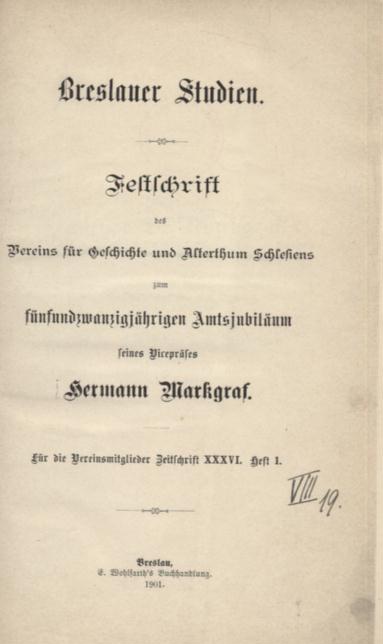 Breslauer Studien.
Festschrift
des
Vereins für Geschichte und Alterthum Schlesiens
zum
fünfundzwanzigjährigen Amtsjubiläum
seines Vicepräses
Hermann Markgraf.
Für die Vereinsmitglieder Zeitschrift XXXVI. Heft 1.
VIII 19.
Breslau,
E. Wohlfarth's Buchhandlung.
1901.